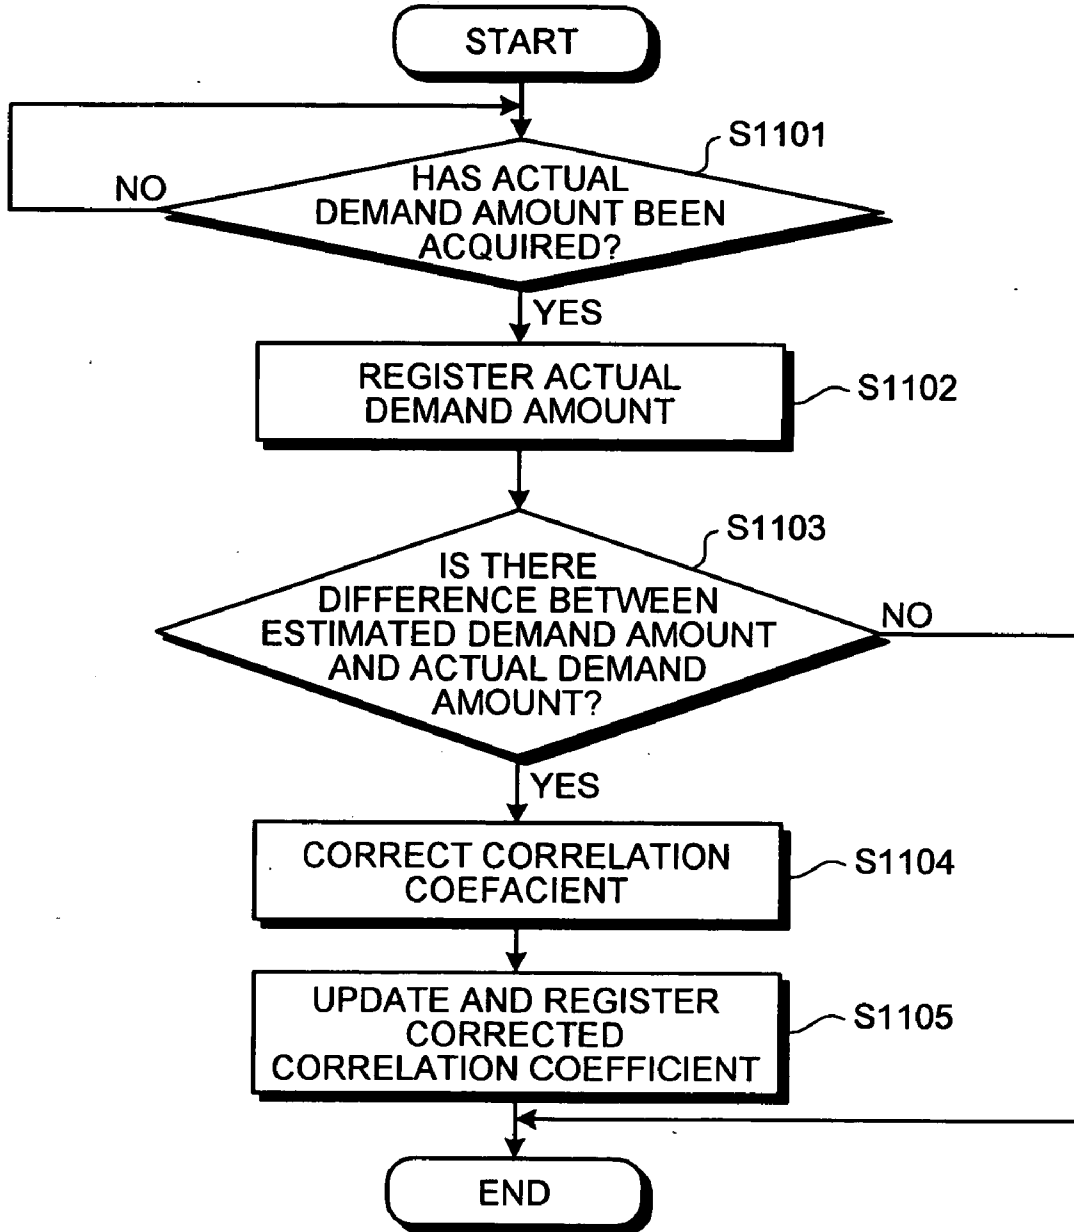 START
S1101
NO
HAS ACTUAL
DEMAND AMOUNT BEEN
ACQUIRED?
YES
REGISTER ACTUAL
DEMAND AMOUNT
S1102
S1103
IS THERE
DIFFERENCE BETWEEN
ESTIMATED DEMAND AMOUNT
AND ACTUAL DEMAND
AMOUNT?
NO
YES
CORRECT CORRELATION
COEFACIENT
S1104
UPDATE AND REGISTER
CORRECTED
CORRELATION COEFFICIENT
S1105
END